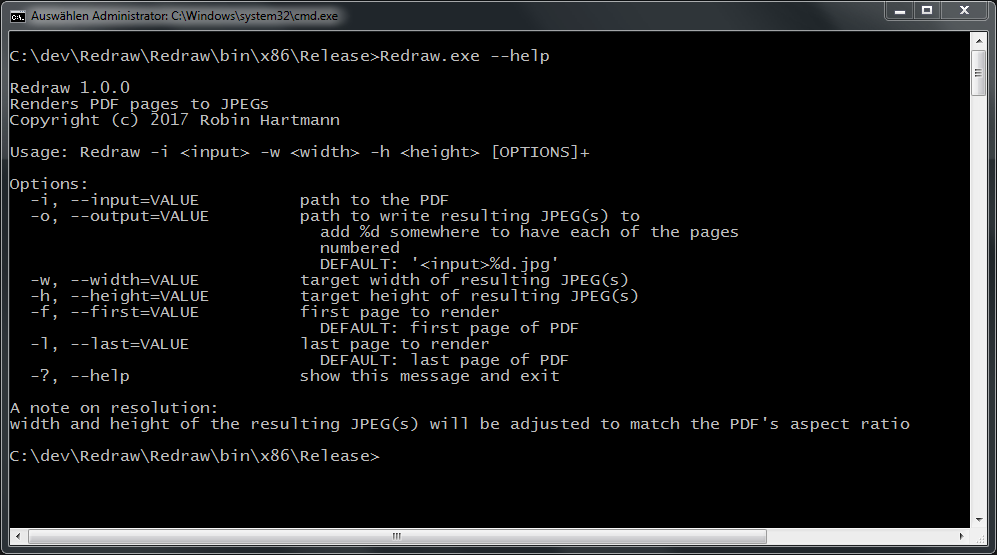 Auswählen Administrator: C:\Windows\system32\cmd.exe
C:\dev\Redraw\Redraw\bin\x86\Release>Redraw.exe --help
Redraw 1.0.0
Renders PDF pages to JPEGs
Copyright (c) 2017 Robin Hartmann
Usage: Redraw -i <input> -w <width> -h <height> [OPTIONS]+
Options:
-i, --input=VALUE path to the PDF
-o, --output=VALUE path to write resulting JPEG(s) to
add %d somewhere to have each of the pages
numbered
DEFAULT: '<input>%d.jpg'
-w, --width=VALUE target width of resulting JPEG(s)
-h, --height=VALUE target height of resulting JPEG(s)
-f, --first=VALUE first page to render
DEFAULT: first page of PDF
-l, --last=VALUE last page to render
DEFAULT: last page of PDF
-?, --help show this message and exit
A note on resolution:
width and height of the resulting JPEG(s) will be adjusted to match the PDF's aspect ratio
C:\dev\Redraw\Redraw\bin\x86\Release>